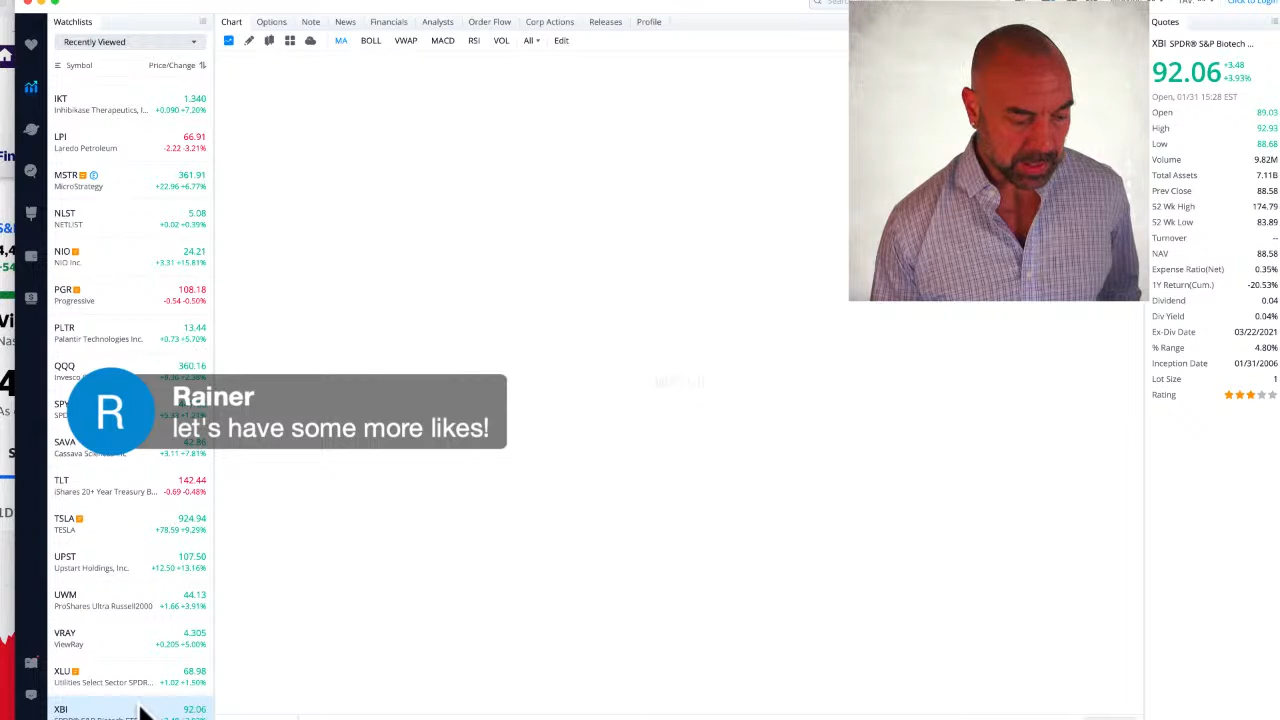 Watchlists
Recently Viewed
Symbol Price/Change
IKT 1.340
Inhibikase Therapeutics, I... +0.090 +7.20%
LPI 66.91
Laredo Petroleum -2.22 -3.21%
MSTR 361.91
MicroStrategy +22.96 +6.77%
NLST 5.08
NETLIST +0.02 +0.39%
NIO 24.21
NIO Inc. +3.31 +15.81%
PGR 108.18
Progressive -0.54 -0.50%
PLTR 13.44
Palantir Technologies Inc. +0.73 +5.70%
QQQ 360.16
R
Rainer
let's have some more likes!
SAVA
+3.11 +7.81%
TLT 142.44
iShares 20+ Year Treasury B... -0.69 -0.48%
TSLA 924.94
TESLA +78.59 +9.29%
UPST 107.50
Upstart Holdings, Inc. +12.50 +13.16%
UWM 44.13
ProShares Ultra Russell2000 +1.66 +3.91%
VRAY 4.305
ViewRay +0.205 +5.00%
XLU 68.98
Utilities Select Sector SPDR... +1.02 +1.50%
XBI 92.06
Chart Options Note News Financials Analysts Order Flow Corp Actions Releases Profile
MA BOLL VWAP MACD RSI VOL All Edit
Quotes
XBI SPDR® S&P Biotech ...
92.06 +3.48
+3.93%
Open, 01/31 15:28 EST
Open 89.03
High 92.93
Low 88.68
Volume 9.82M
Total Assets 7.11B
Prev Close 88.58
52 Wk High 174.79
52 Wk Low 83.89
Turnover --
NAV 88.58
Expense Ratio(Net) 0.35%
1Y Return(Cum.) -20.53%
Dividend 0.04
Div Yield 0.04%
Ex-Div Date 03/22/2021
% Range 4.80%
Inception Date 01/31/2006
Lot Size 1
Rating